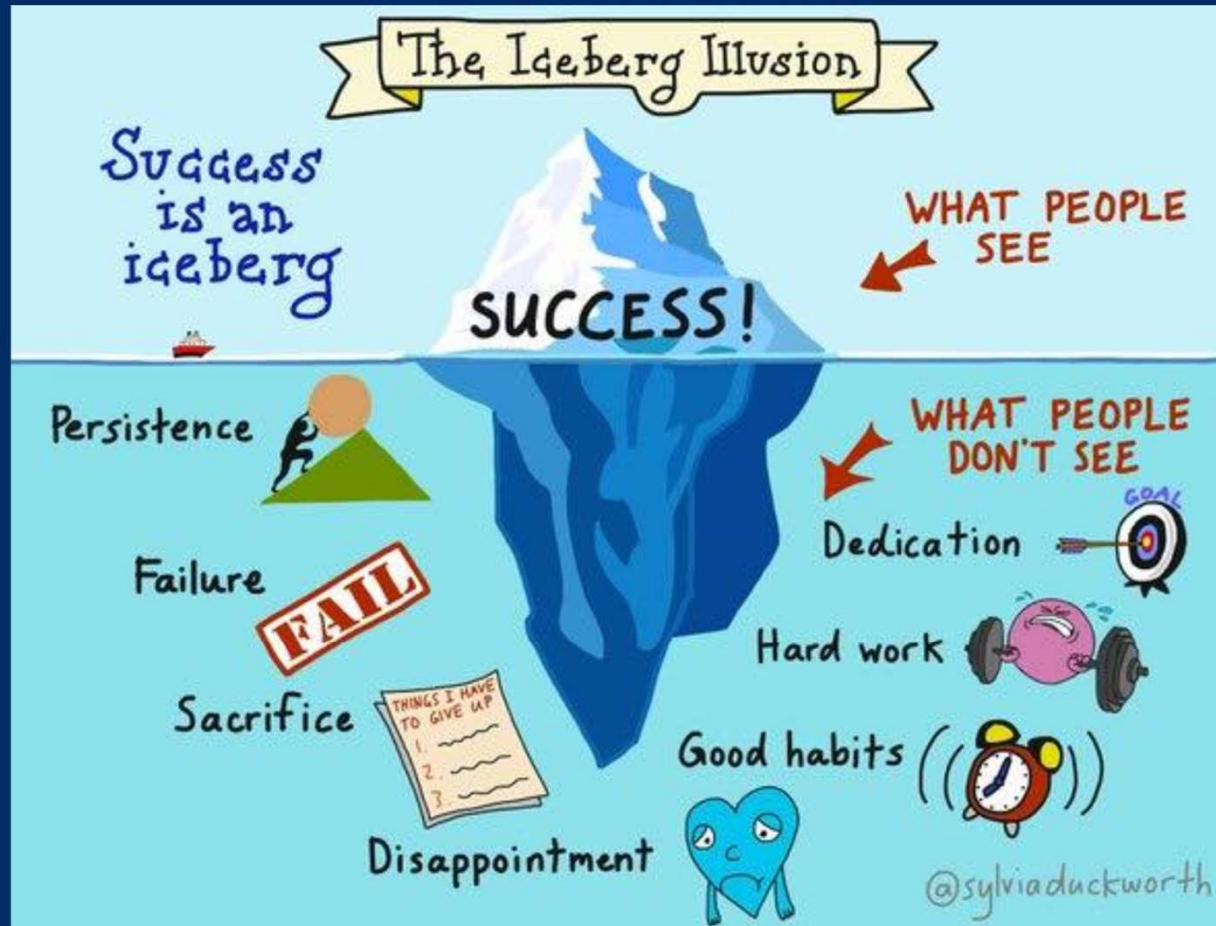 The Iceberg Illusion
Success
is an
iceberg
WHAT PEOPLE
SEE
SUCCESS!
WHAT PEOPLE
DON'T SEE
Persistence
GOAL
Dedication
Failure
FAIL
Hard work
Sacrifice
THINGS I HAVE
TO GIVE UP
1.
2.
3.
Good habits
Disappointment
@sylviaduckworth